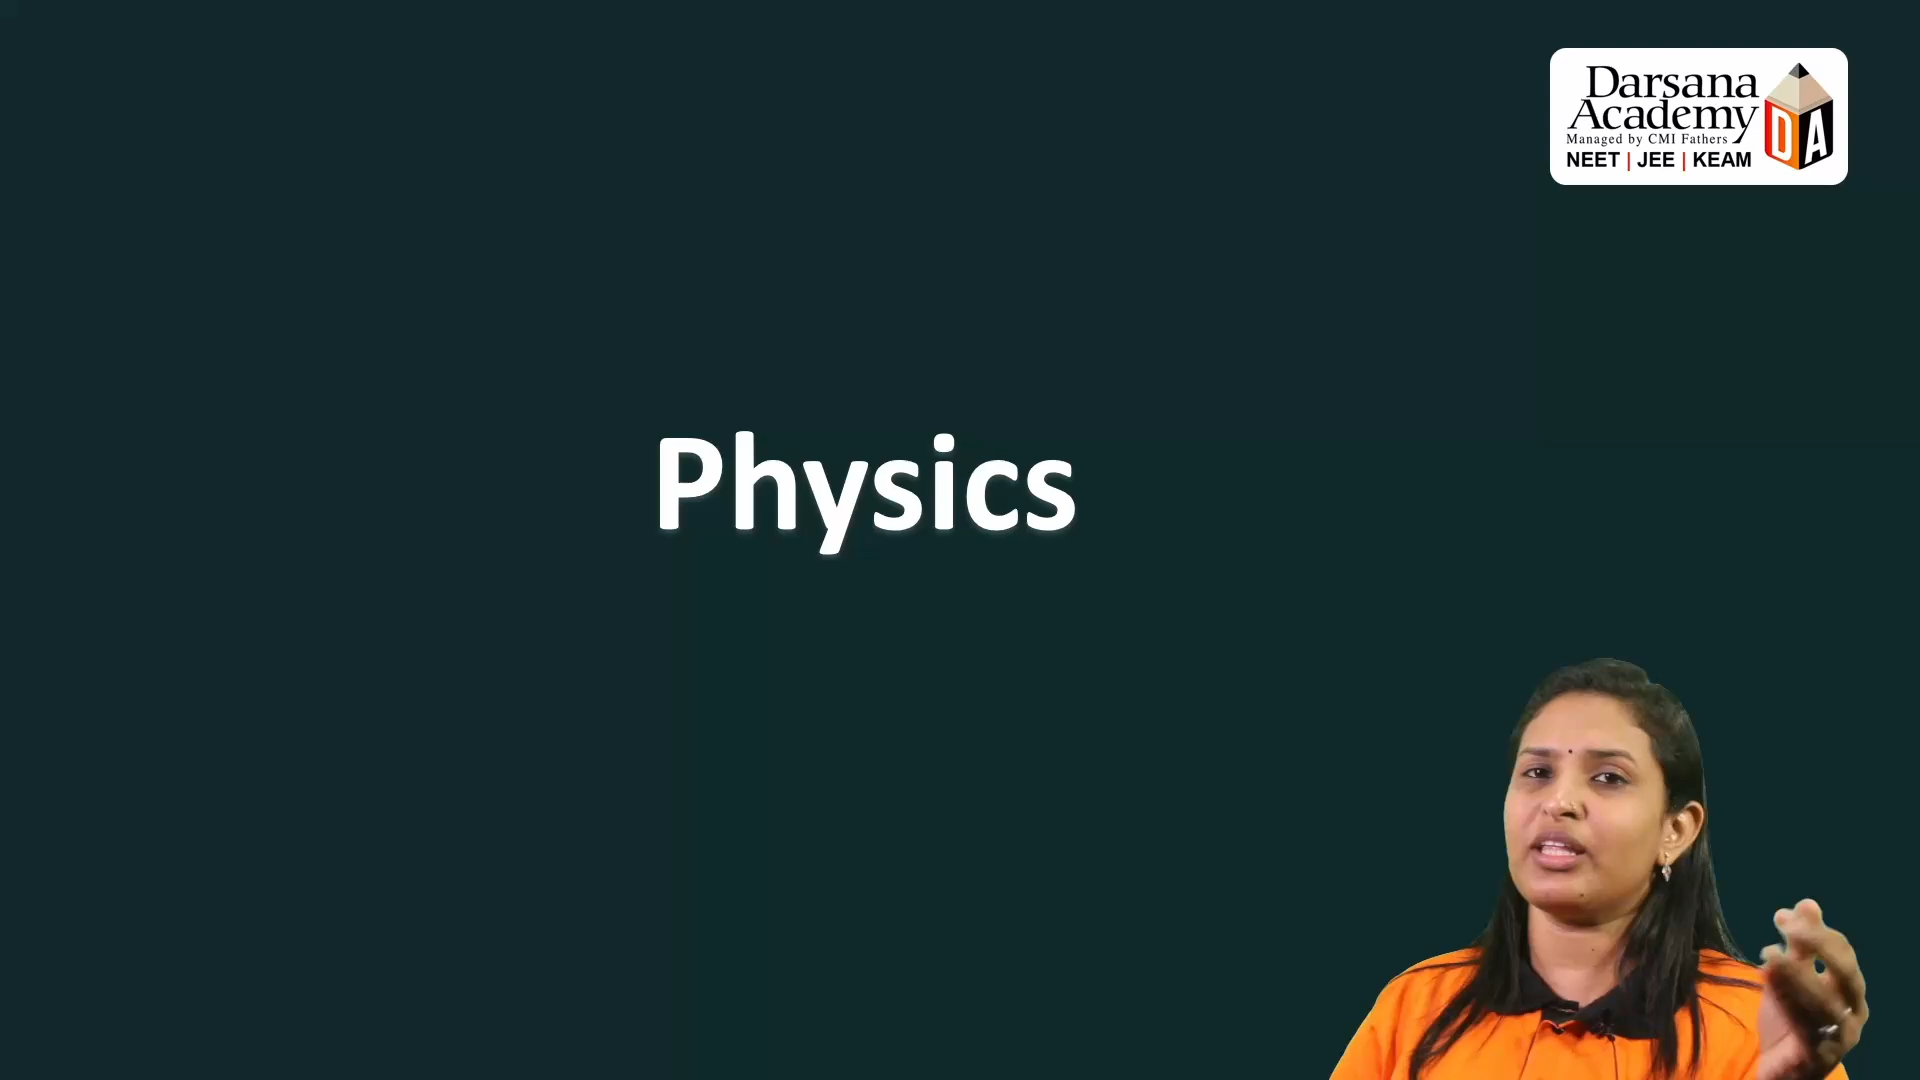 Darsana
Academy
Managed by CMI Fathers
NEET | JEE | KEAM
DA
Physics